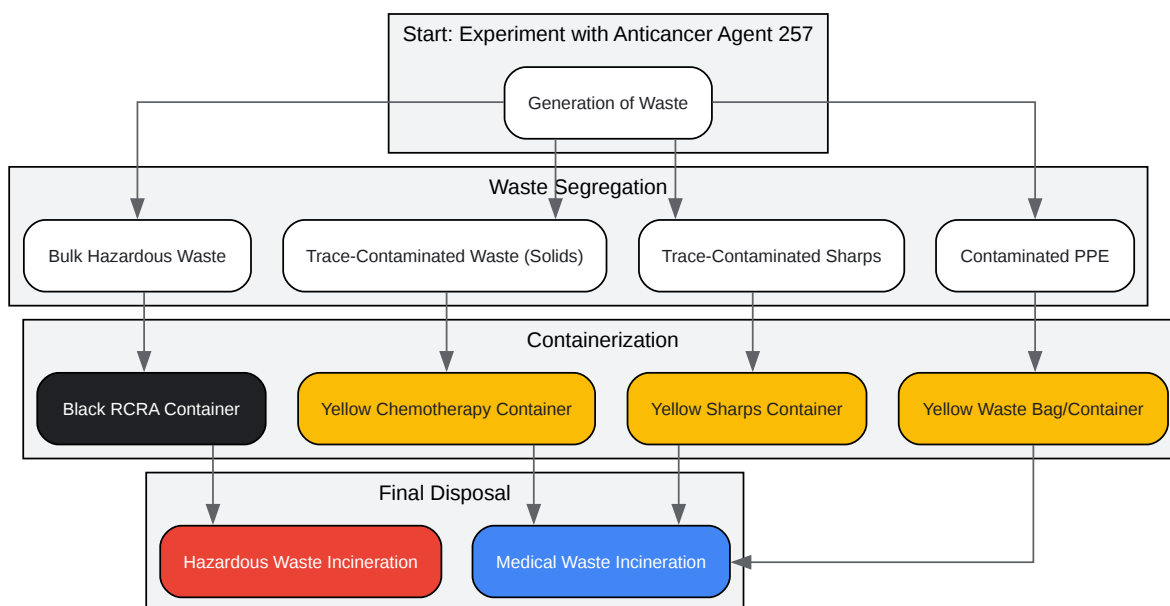 Start: Experiment with Anticancer Agent 257
Generation of Waste
Waste Segregation
Bulk Hazardous Waste
Trace-Contaminated Waste (Solids)
Trace-Contaminated Sharps
Contaminated PPE
Containerization
Black RCRA Container
Yellow Chemotherapy Container
Yellow Sharps Container
Yellow Waste Bag/Container
Final Disposal
Hazardous Waste Incineration
Medical Waste Incineration